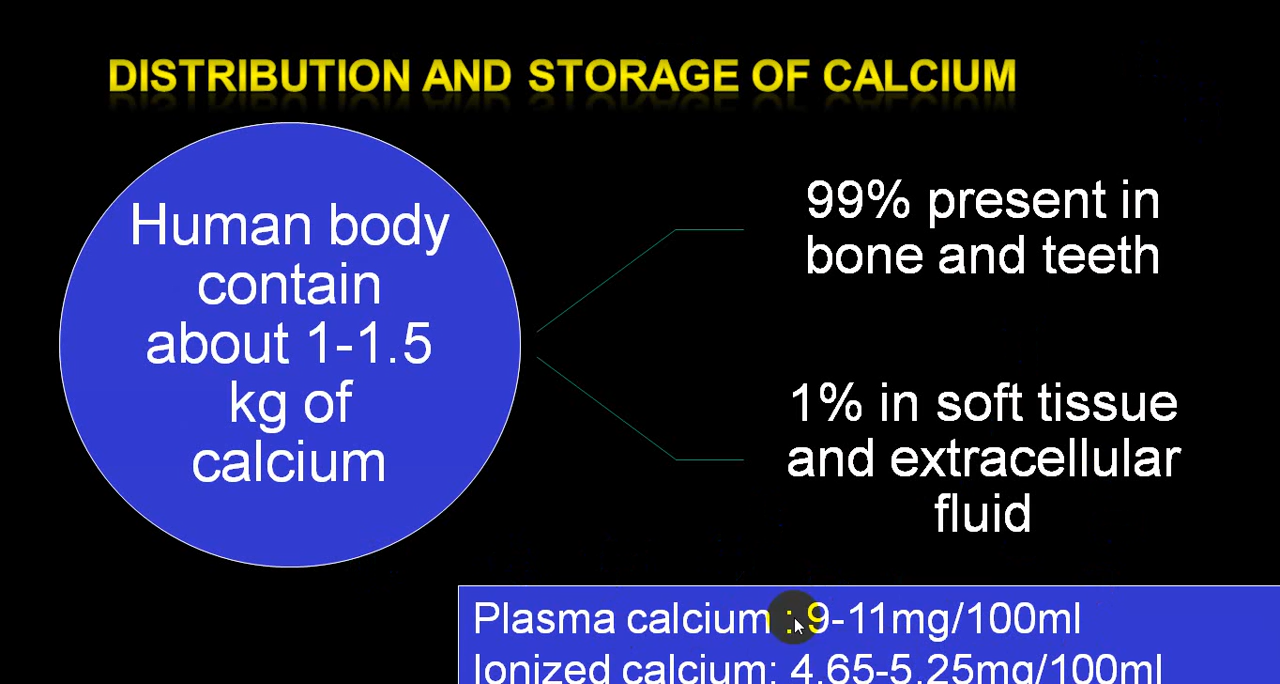 DISTRIBUTION AND STORAGE OF CALCIUM
Human body
contain
about 1-1.5
kg of
calcium
99% present in
bone and teeth
1% in soft tissue
and extracellular
fluid
Plasma calcium : 9-11mg/100ml
Ionized calcium: 4.65-5.25mg/100ml